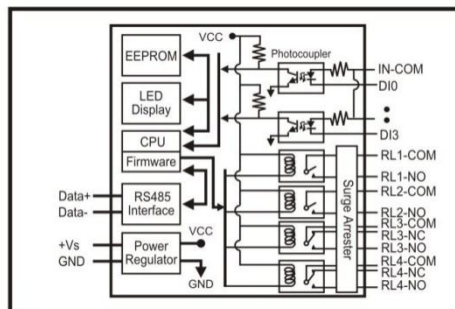 VCC
EEPROM
Photocoupler
IN-COM
DI0
LED
Display
DI3
CPU
Firmware
RL1-COM
RL1-NO
RL2-COM
Data+
Data-
RS485
Interface
Surge Arrester
RL2-NO
RL3-COM
RL3-NC
RL3-NO
+Vs
GND
Power
Regulator
VCC
GND
RL4-COM
RL4-NC
RL4-NO